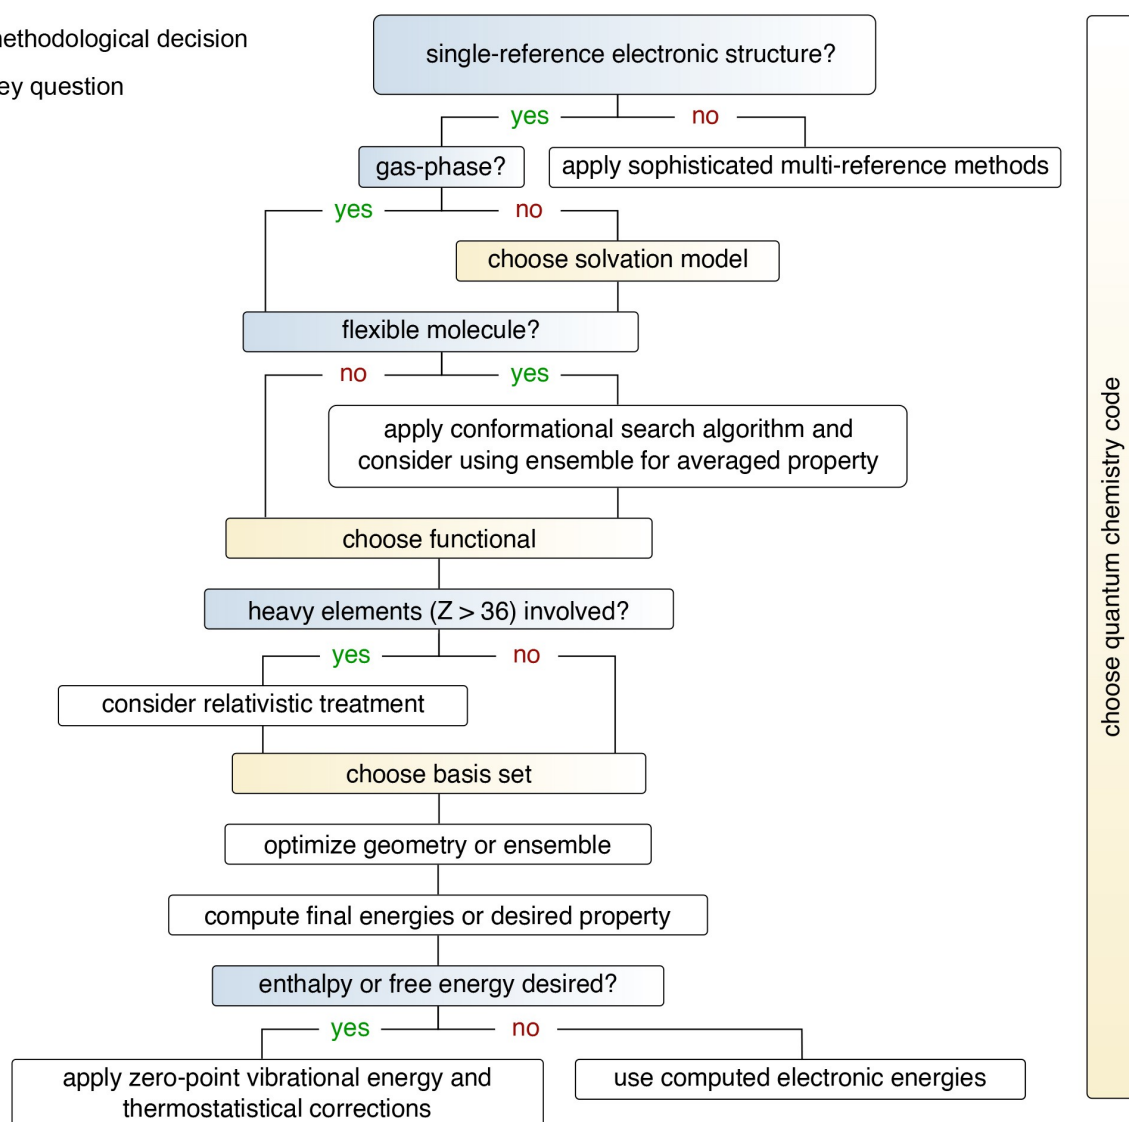 ethodological decision
ey question
single-reference electronic structure?
yes
no
gas-phase?
apply sophisticated multi-reference methods
yes
no
choose solvation model
flexible molecule?
no
yes
apply conformational search algorithm and
consider using ensemble for averaged property
choose functional
heavy elements (Z > 36) involved?
yes
no
consider relativistic treatment
choose basis set
optimize geometry or ensemble
compute final energies or desired property
enthalpy or free energy desired?
yes
no
apply zero-point vibrational energy and
thermostatistical corrections
use computed electronic energies
choose quantum chemistry code